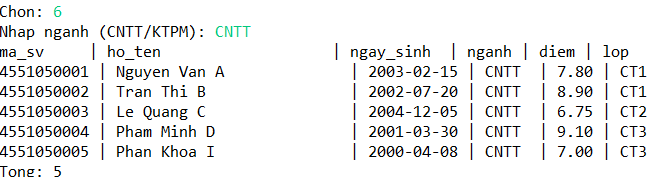 Chon: 6
Nhap nganh (CNTT/KTPM): CNTT
ma_sv | ho_ten | ngay_sinh | nganh | diem | lop
4551050001 | Nguyen Van A | 2003-02-15 | CNTT | 7.80 | CT1
4551050002 | Tran Thi B | 2002-07-20 | CNTT | 8.90 | CT1
4551050003 | Le Quang C | 2004-12-05 | CNTT | 6.75 | CT2
4551050004 | Pham Minh D | 2001-03-30 | CNTT | 9.10 | CT3
4551050005 | Phan Khoa I | 2000-04-08 | CNTT | 7.00 | CT3
Tong: 5